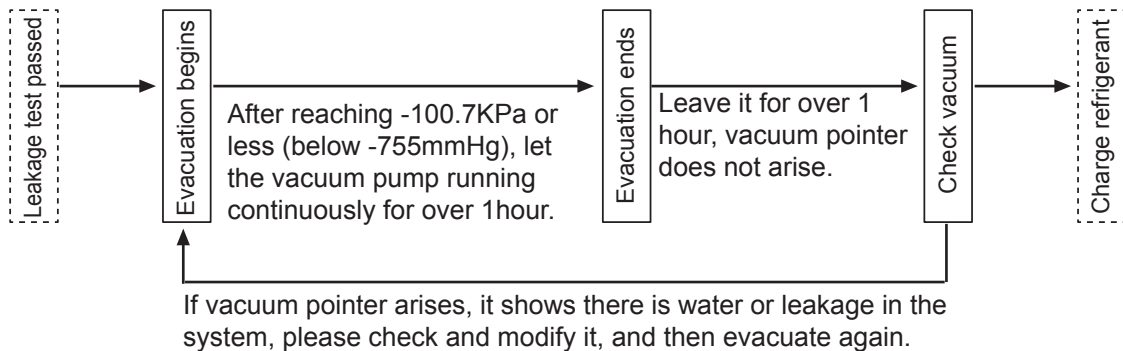 Leakage test passed
Evacuation begins
After reaching -100.7KPa or
less (below -755mmHg), let
the vacuum pump running
continuously for over 1hour.
Evacuation ends
Leave it for over 1
hour, vacuum pointer
does not arise.
Check vacuum
Charge refrigerant
If vacuum pointer arises, it shows there is water or leakage in the
system, please check and modify it, and then evacuate again.